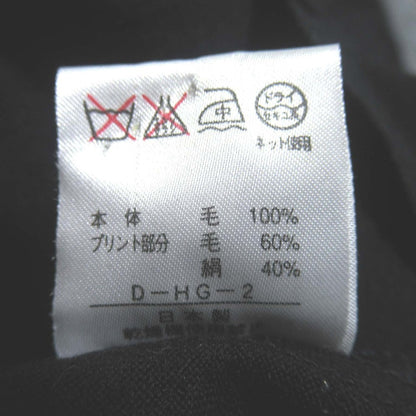 中 ドライ
セキユ系
ネット使用
本体 毛 100%
プリント部分 毛 60%
絹 40%
D-HG-2
日本製